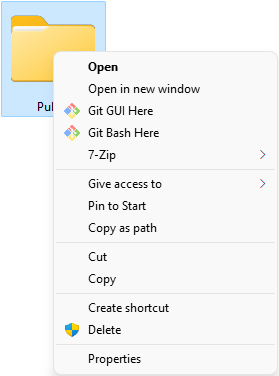 Open
Open in new window
Git GUI Here
Git Bash Here
7-Zip
Give access to
Pin to Start
Copy as path
Cut
Copy
Create shortcut
Delete
Properties